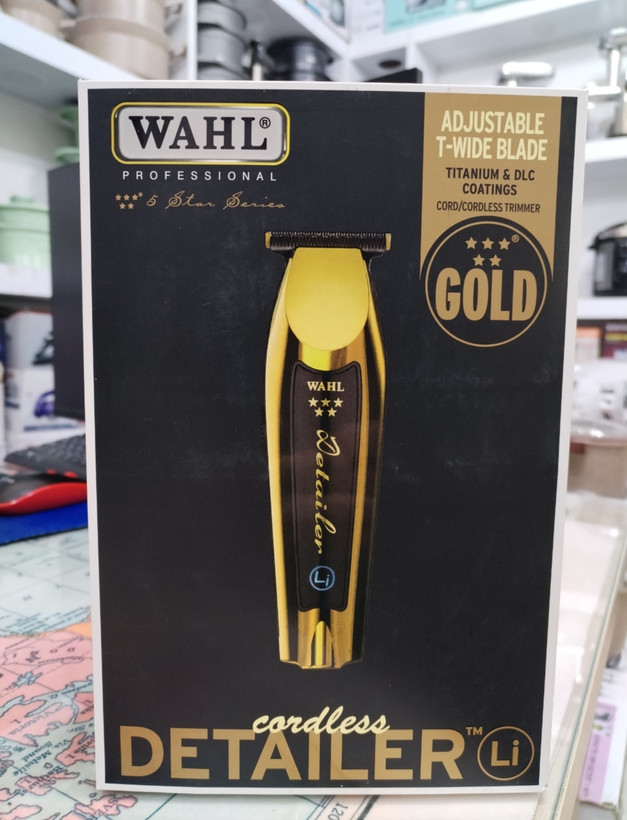 WAHL®
PROFESSIONAL
5 Star Series
ADJUSTABLE
T-WIDE BLADE
TITANIUM & DLC
COATINGS
CORD/CORDLESS TRIMMER
GOLD
WAHL
Detailer
Li
cordless
DETAILER™ Li
120